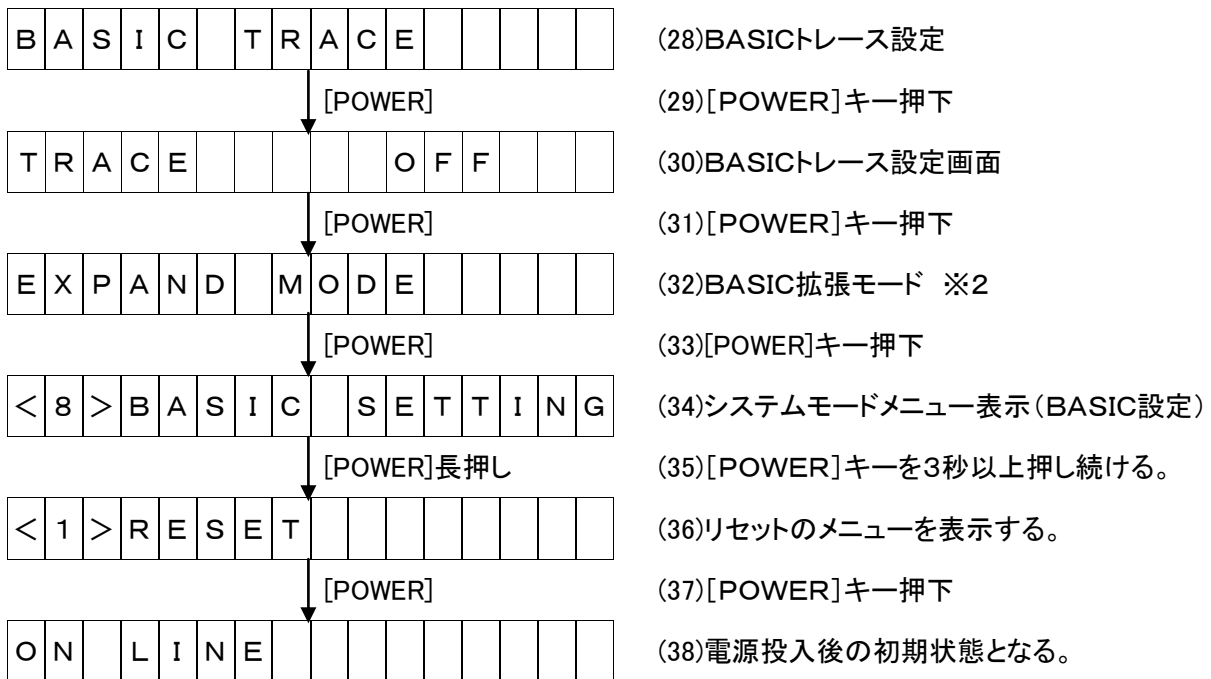 BASIC TRACE (28)BASICトレース設定
[POWER] (29)[POWER]キー押下
TRACE OFF (30)BASICトレース設定画面
[POWER] (31)[POWER]キー押下
EXPAND MODE (32)BASIC拡張モード ※2
[POWER] (33)[POWER]キー押下
<8>BASIC SETTING (34)システムモードメニュー表示(BASIC設定)
[POWER]長押し (35)[POWER]キーを3秒以上押し続ける。
<1>RESET (36)リセットのメニューを表示する。
[POWER] (37)[POWER]キー押下
ON LINE (38)電源投入後の初期状態となる。